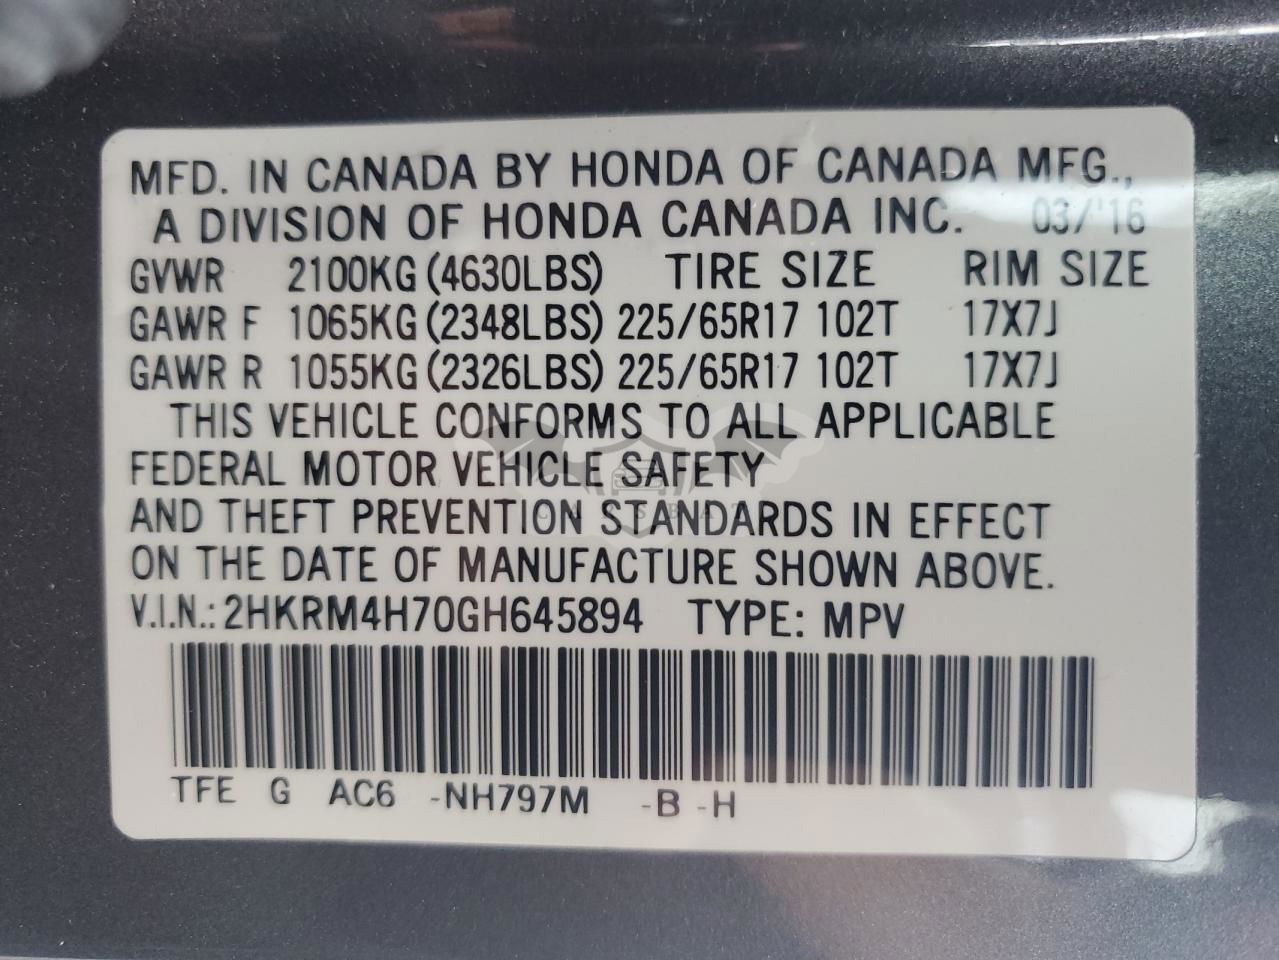 MFD. IN CANADA BY HONDA OF CANADA MFG.,
A DIVISION OF HONDA CANADA INC. 03/'16
GVWR 2100KG (4630LBS) TIRE SIZE RIM SIZE
GAWR F 1065KG (2348LBS) 225/65R17 102T 17X7J
GAWR R 1055KG (2326LBS) 225/65R17 102T 17X7J
THIS VEHICLE CONFORMS TO ALL APPLICABLE
FEDERAL MOTOR VEHICLE SAFETY
AND THEFT PREVENTION STANDARDS IN EFFECT
ON THE DATE OF MANUFACTURE SHOWN ABOVE.
V.I.N.: 2HKRM4H70GH645894 TYPE: MPV
TFE G AC6 -NH797M -B -H